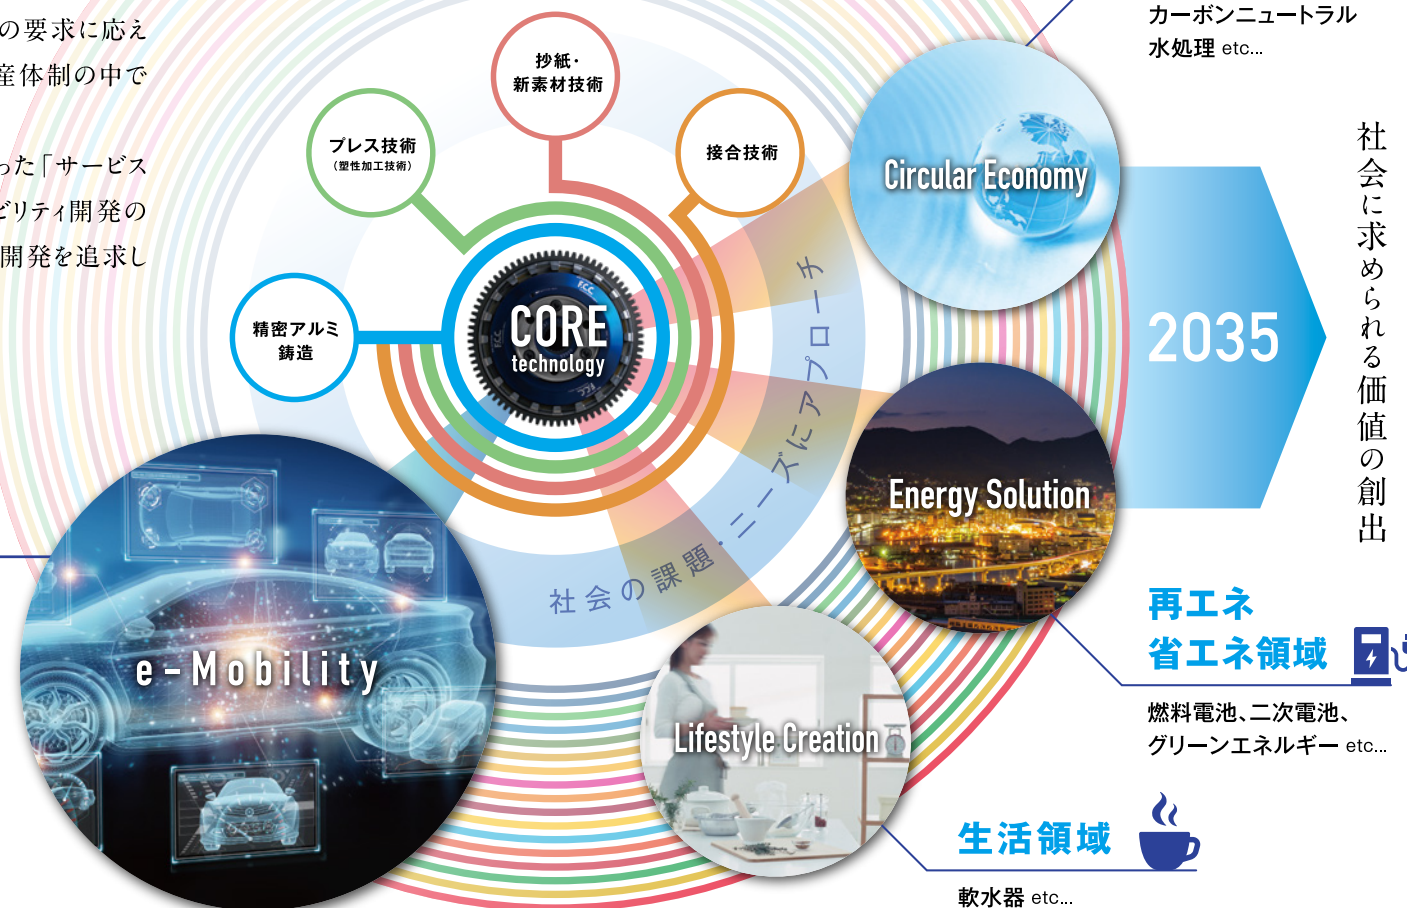 の要求に応え
産体制の中で
った「サービス
ビリティ開発の
開発を追求し
抄紙・
新素材技術
プレス技術
（塑性加工技術）
接合技術
精密アルミ
鋳造
F.C.C.
CORE
technology
社会の課題・ニーズにアプローチ
Circular Economy
Energy Solution
Lifestyle Creation
e-Mobility
カーボンニュートラル
水処理 etc...
2035
社会に求められる価値の創出
再エネ
省エネ領域
燃料電池、二次電池、
グリーンエネルギー etc...
生活領域
軟水器 etc...